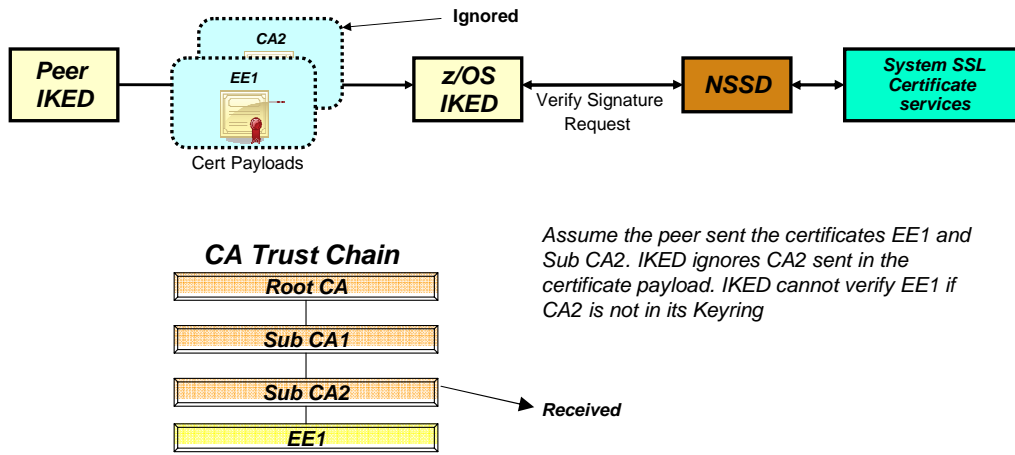 Ignored
CA2
EE1
Peer
IKED
z/OS
IKED
NSSD
System SSL
Certificate
services
Verify Signature
Request
Cert Payloads
CA Trust Chain
Root CA
Sub CA1
Sub CA2
EE1
Received
Assume the peer sent the certificates EE1 and
Sub CA2. IKED ignores CA2 sent in the
certificate payload. IKED cannot verify EE1 if
CA2 is not in its Keyring